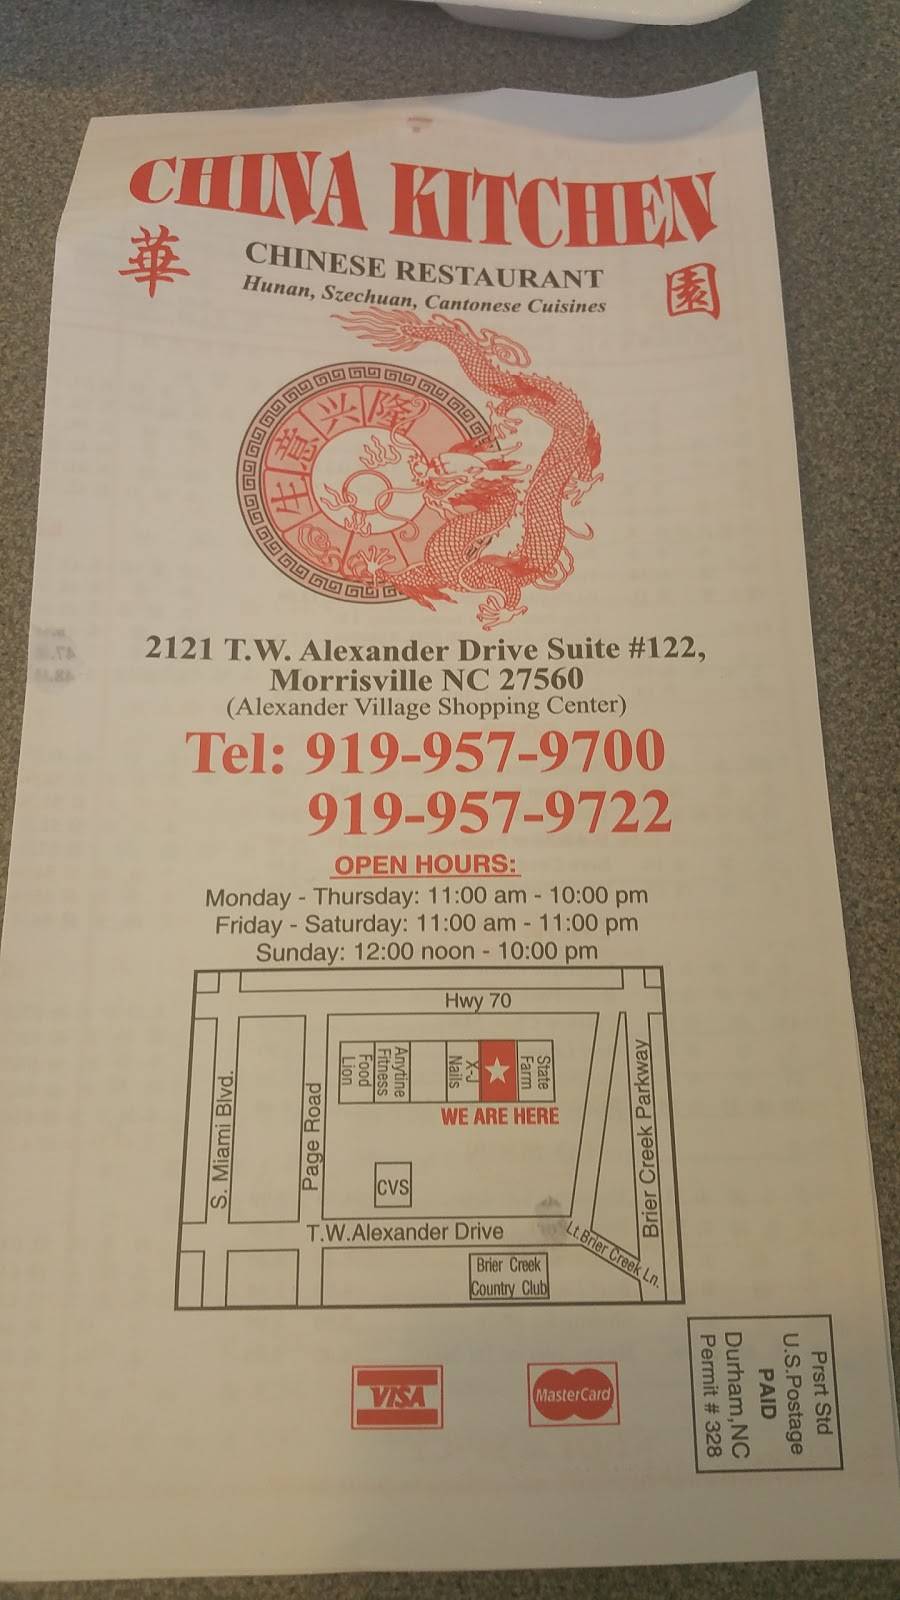 CHINA KITCHEN
華 園
CHINESE RESTAURANT
Hunan, Szechuan, Cantonese Cuisines
生意兴隆
2121 T.W. Alexander Drive Suite #122,
Morrisville NC 27560
(Alexander Village Shopping Center)
Tel: 919-957-9700
919-957-9722
OPEN HOURS:
Monday - Thursday: 11:00 am - 10:00 pm
Friday - Saturday: 11:00 am - 11:00 pm
Sunday: 12:00 noon - 10:00 pm
Hwy 70
S. Miami Blvd.
Page Road
Food
Lion
Anytine
Fitness
X-J
Nails
State
Farm
WE ARE HERE
Brier Creek Parkway
CVS
T.W.Alexander Drive
Lt.Brier Creek Ln.
Brier Creek
Country Club
VISA
MasterCard
Prsrt Std
U.S.Postage
PAID
Durham,NC
Permit # 328